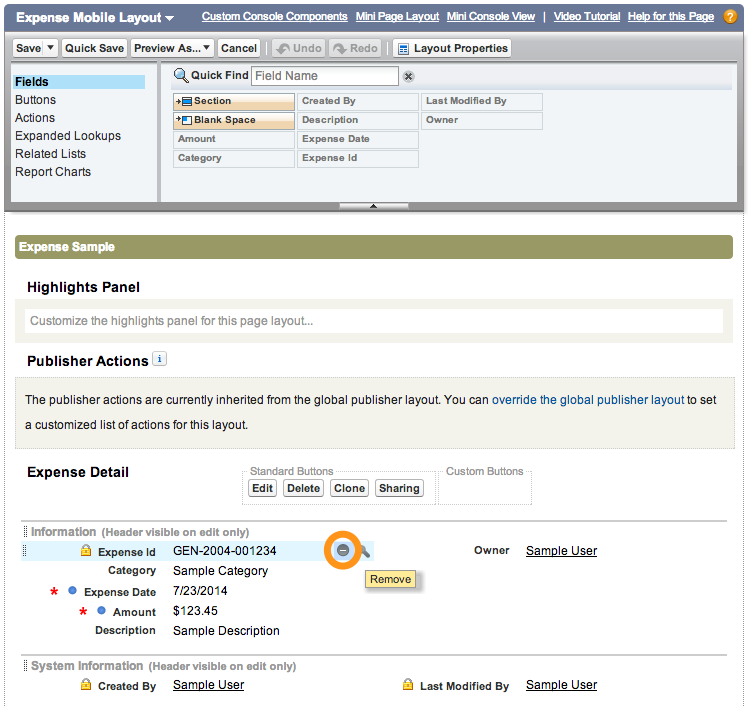 Expense Mobile Layout Custom Console Components Mini Page Layout Mini Console View | Video Tutorial Help for this Page ?
Save Quick Save Preview As... Cancel Undo Redo Layout Properties
Fields
Buttons
Actions
Expanded Lookups
Related Lists
Report Charts
Quick Find Field Name
Section Created By Last Modified By
Blank Space Description Owner
Amount Expense Date
Category Expense Id
Expense Sample
Highlights Panel
Customize the highlights panel for this page layout...
Publisher Actions i
The publisher actions are currently inherited from the global publisher layout. You can override the global publisher layout to set
a customized list of actions for this layout.
Expense Detail
Standard Buttons Custom Buttons
Edit Delete Clone Sharing
Information (Header visible on edit only)
Expense Id GEN-2004-001234 Owner Sample User
Remove
Category Sample Category
* Expense Date 7/23/2014
* Amount $123.45
Description Sample Description
System Information (Header visible on edit only)
Created By Sample User Last Modified By Sample User